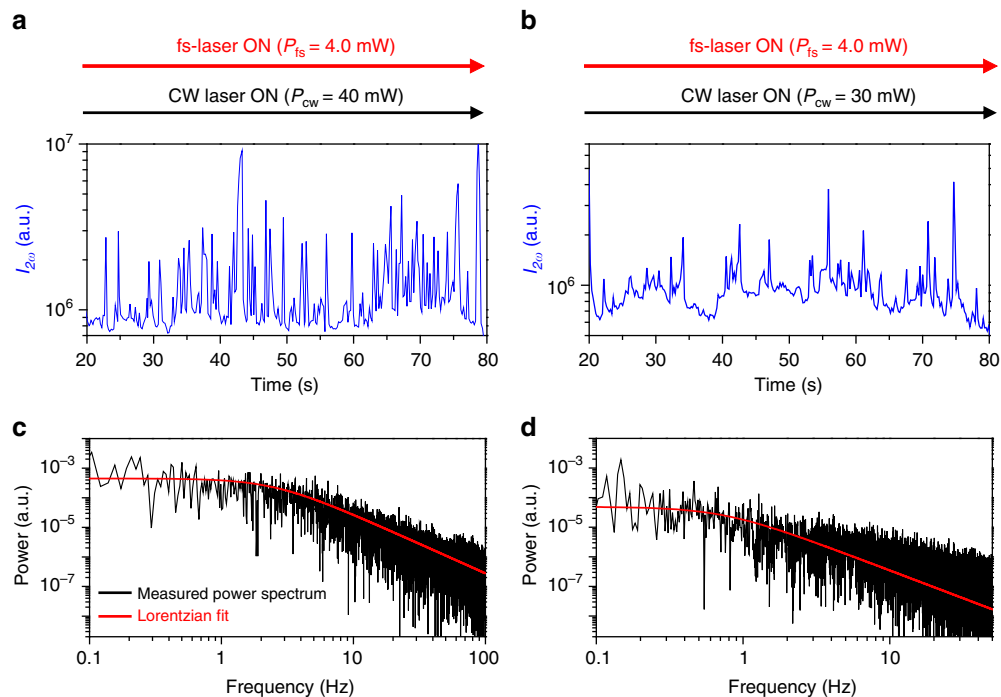 a
fs-laser ON (Pfs = 4.0 mW)
CW laser ON (Pcw = 40 mW)
10^7
10^6
I2ω (a.u.)
20 30 40 50 60 70 80
Time (s)
b
fs-laser ON (Pfs = 4.0 mW)
CW laser ON (Pcw = 30 mW)
10^6
I2ω (a.u.)
20 30 40 50 60 70 80
Time (s)
c
10^−3
10^−5
10^−7
Power (a.u.)
Measured power spectrum
Lorentzian fit
0.1 1 10 100
Frequency (Hz)
d
10^−3
10^−5
10^−7
Power (a.u.)
0.1 1 10
Frequency (Hz)